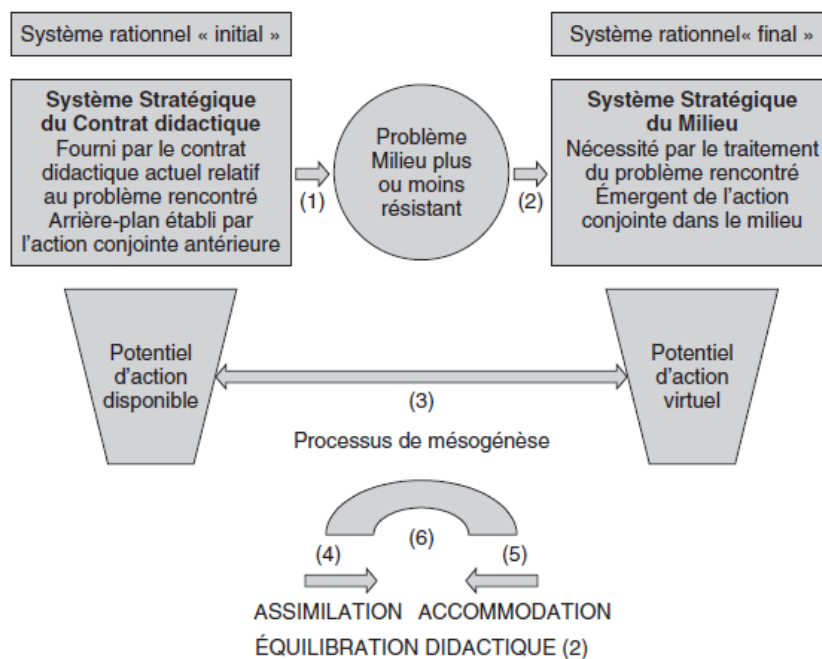 Système rationnel « initial »
Système rationnel« final »
Système Stratégique
du Contrat didactique
Fourni par le contrat
didactique actuel relatif
au problème rencontré
Arrière-plan établi par
l'action conjointe antérieure
(1)
Problème
Milieu plus
ou moins
résistant
(2)
Système Stratégique
du Milieu
Nécessité par le traitement
du problème rencontré
Émergent de l'action
conjointe dans le milieu
Potentiel
d'action
disponible
(3)
Potentiel
d'action
virtuel
Processus de mésogénèse
(4)
(6)
(5)
ASSIMILATION ACCOMMODATION
ÉQUILIBRATION DIDACTIQUE (2)